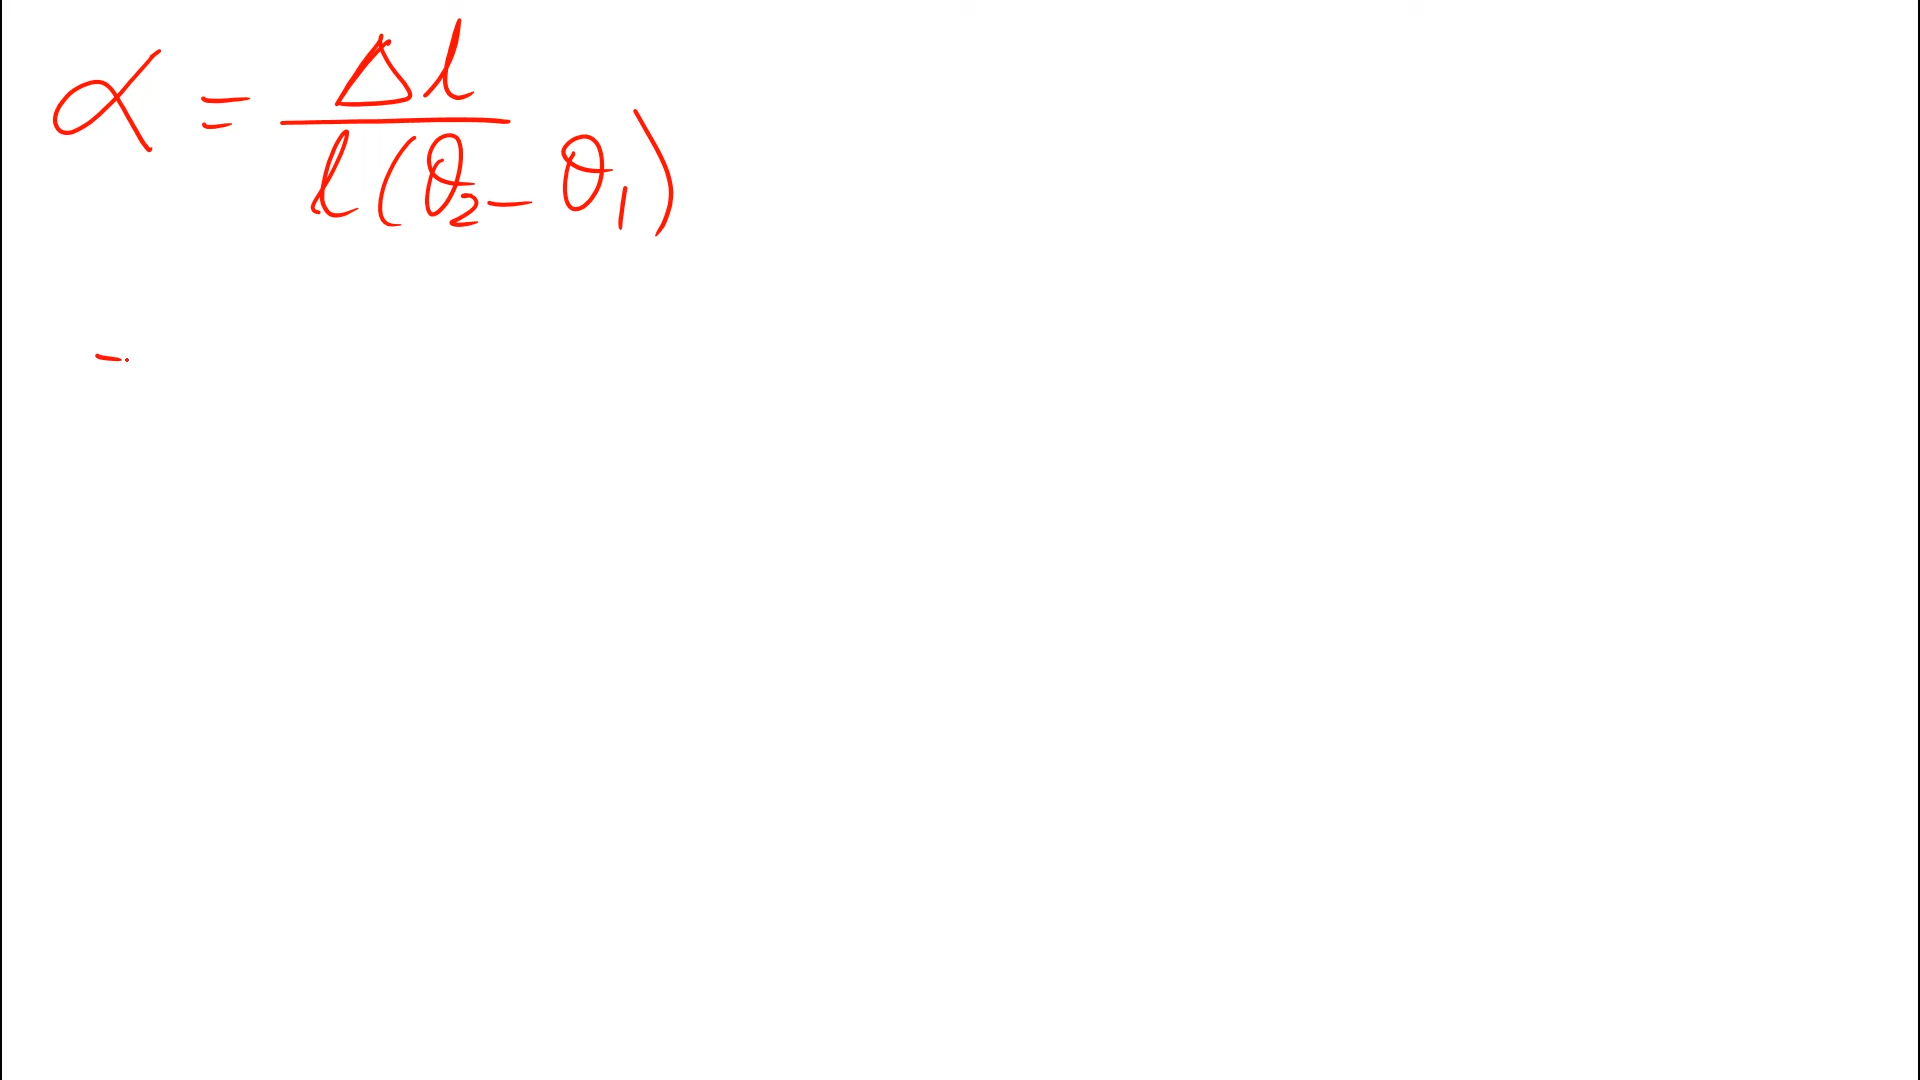 α = Δl / l(θ₂ − θ₁)
-